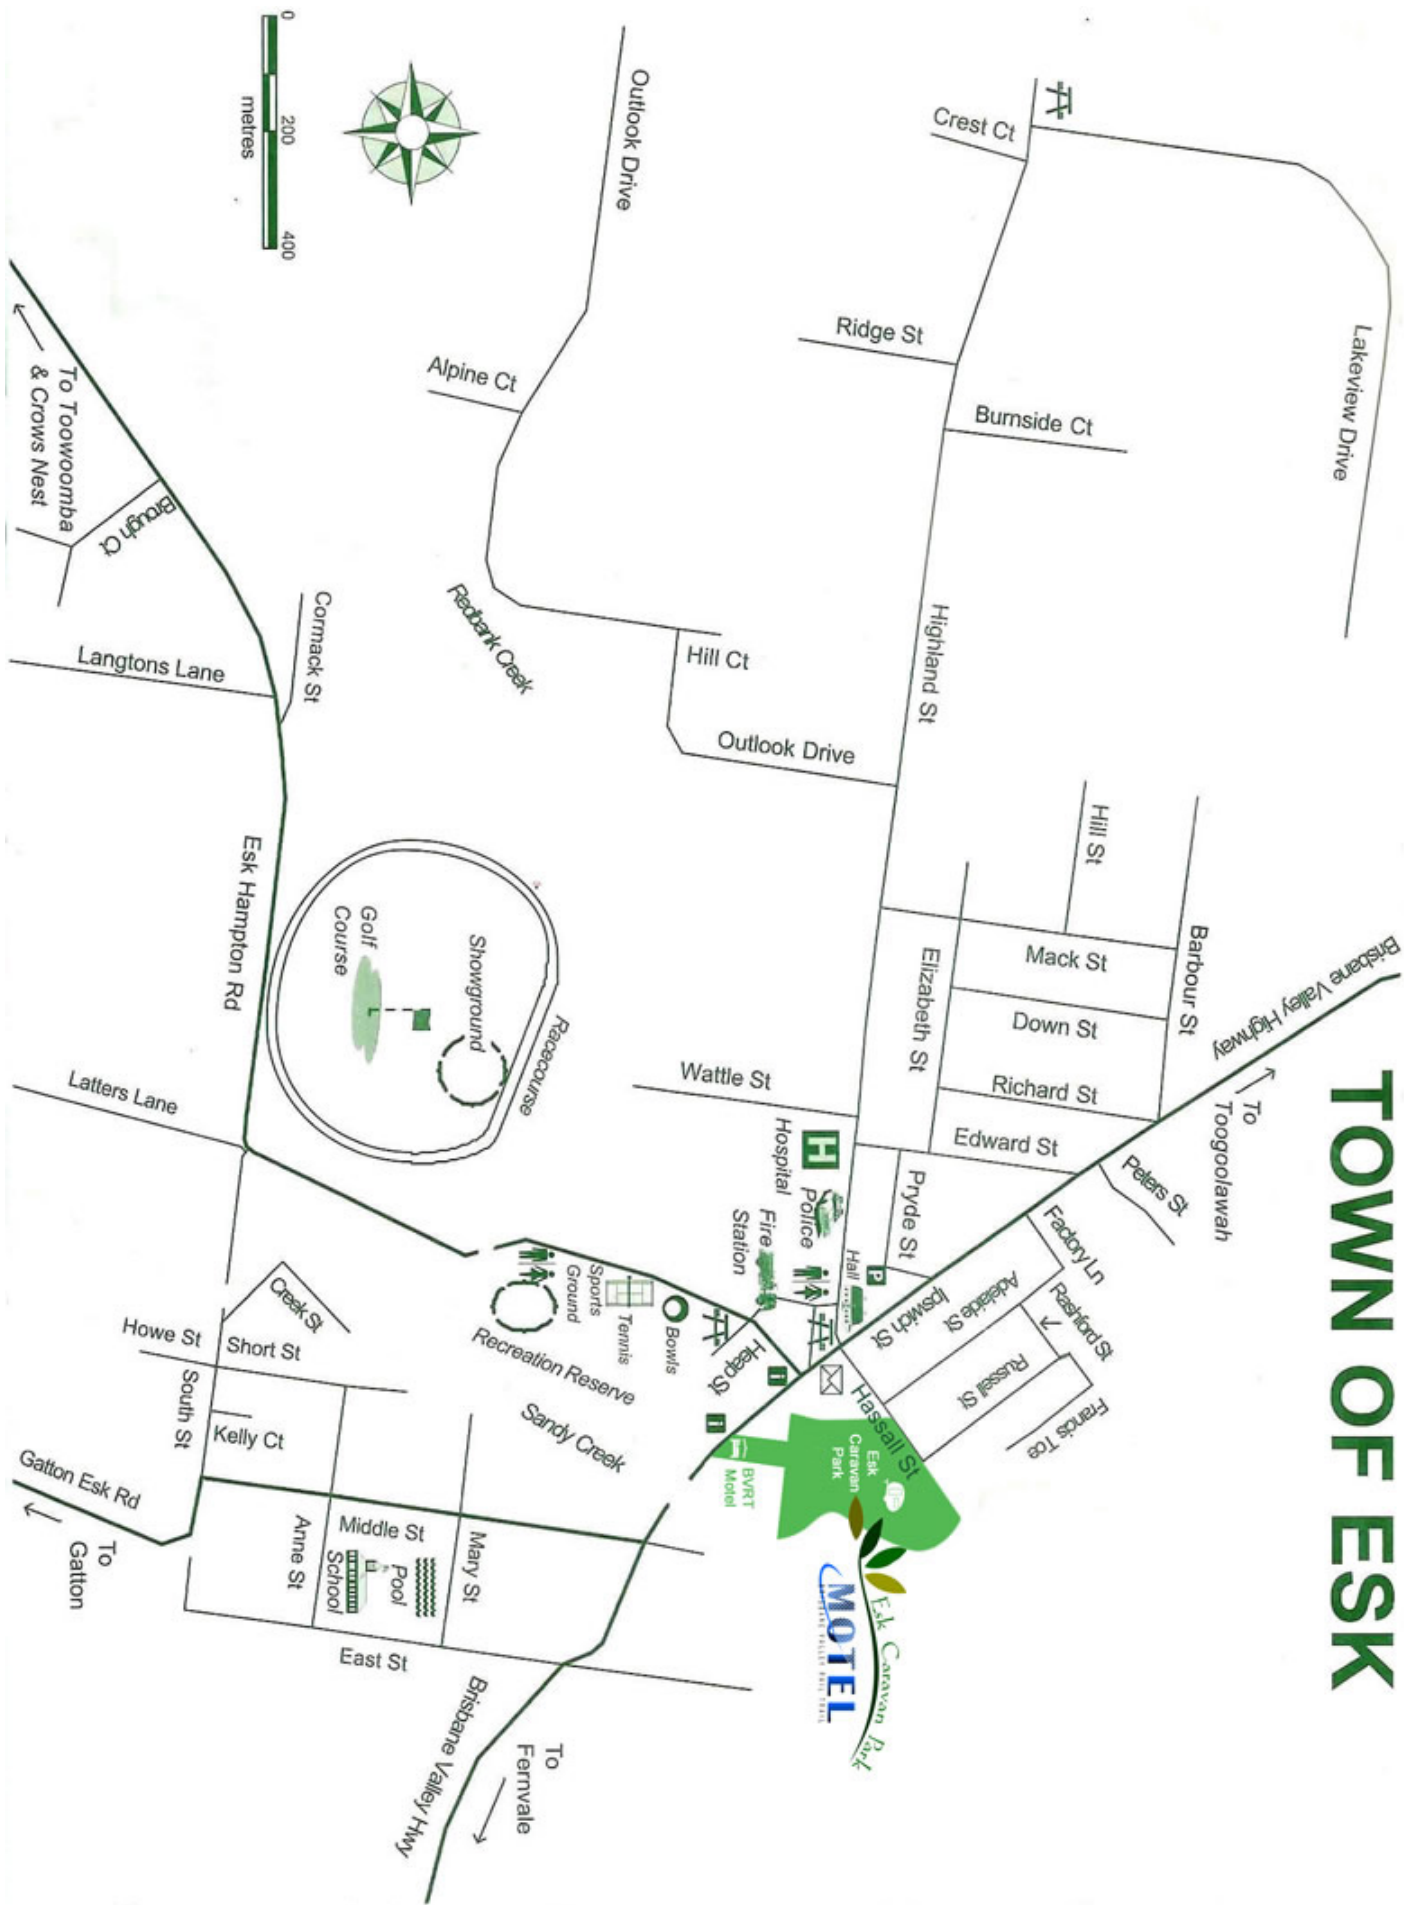 TOWN OF ESK
0 200 400
metres
Outlook Drive
Crest Ct
Lakeview Drive
Ridge St
Burnside Ct
Alpine Ct
To Toowoomba
& Crows Nest
Brough Ct
Cormack St
Langtons Lane
Redbank Creek
Hill Ct
Highland St
Outlook Drive
Hill St
Barbour St
Mack St
Brisbane Valley Highway
To
Toogoolawah
Elizabeth St
Down St
Richard St
Edward St
Peters St
Esk Hampton Rd
Golf
Course
Showground
Racecourse
Wattle St
Latters Lane
H
Hospital
Police
Fire
Station
Pryde St
Hall
P
Factory Ln
Adelaide St
Ipswich St
Rashford St
Russell St
Francis Tce
Creek St
Howe St
Short St
South St
Kelly Ct
Sports
Ground
Tennis
Bowls
Recreation Reserve
Heap St
i
i
Sandy Creek
Hassall St
Esk
Caravan
Park
BVRT
Motel
Gatton Esk Rd
To
Gatton
Anne St
Middle St
School
Pool
Mary St
East St
Esk Caravan Park
MOTEL
BRISBANE VALLEY RAIL TRAIL
Brisbane Valley Hwy
To
Fernvale